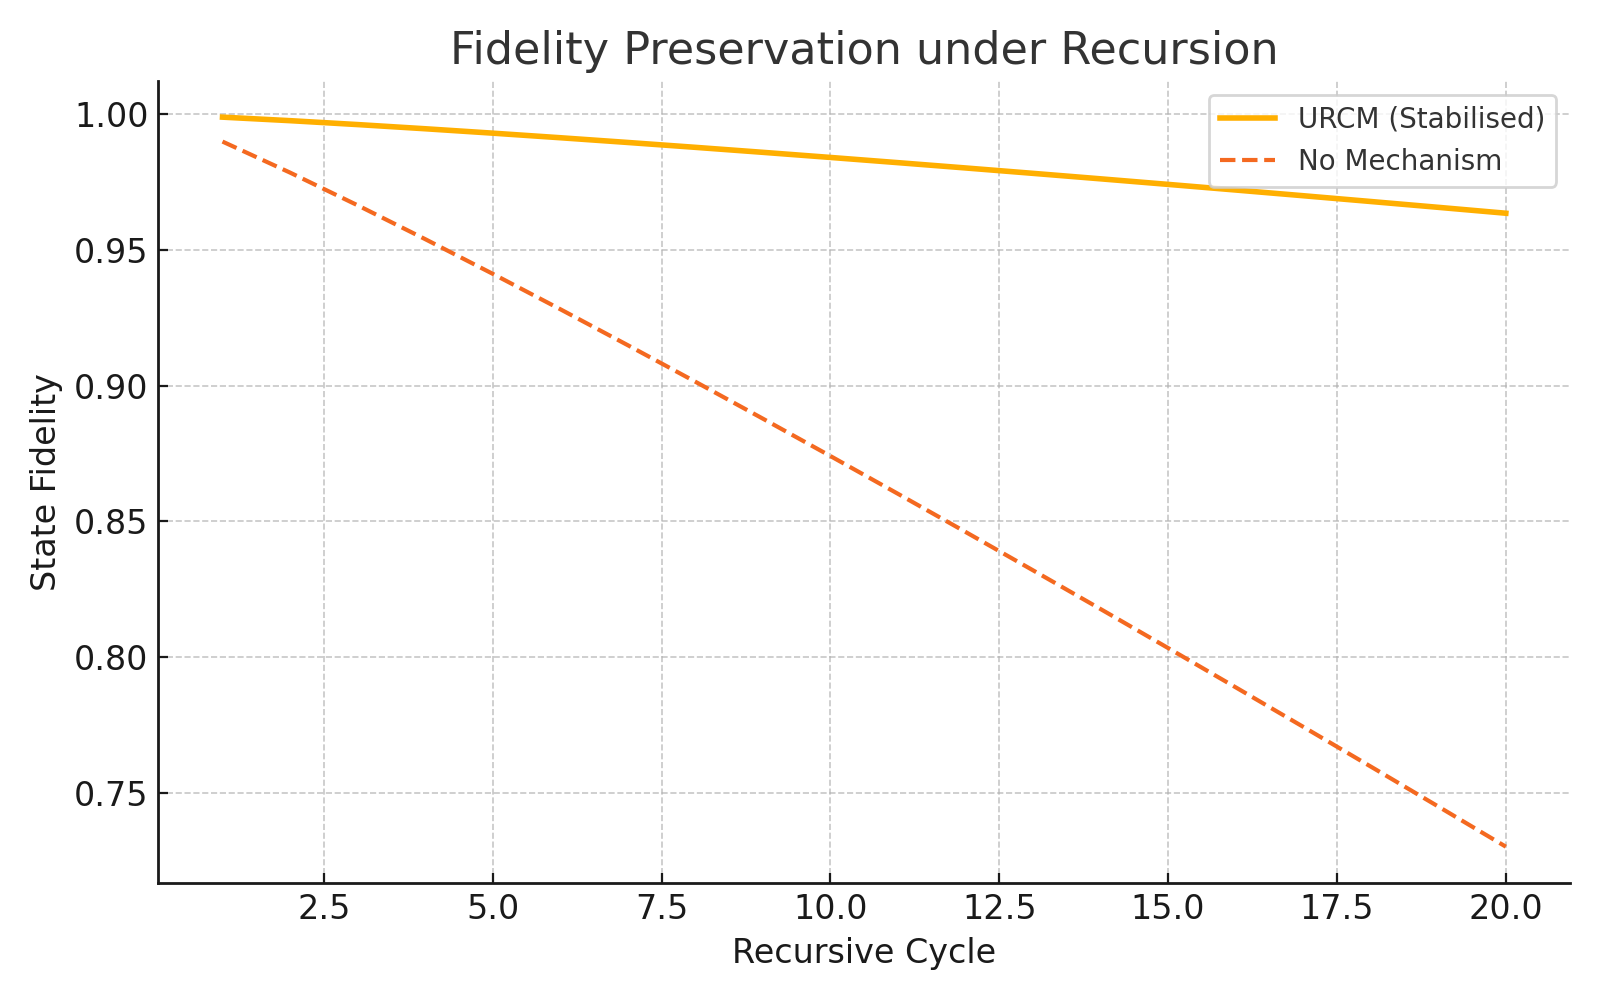 Fidelity Preservation under Recursion
URCM (Stabilised)
No Mechanism
State Fidelity
1.00
0.95
0.90
0.85
0.80
0.75
2.5 5.0 7.5 10.0 12.5 15.0 17.5 20.0
Recursive Cycle